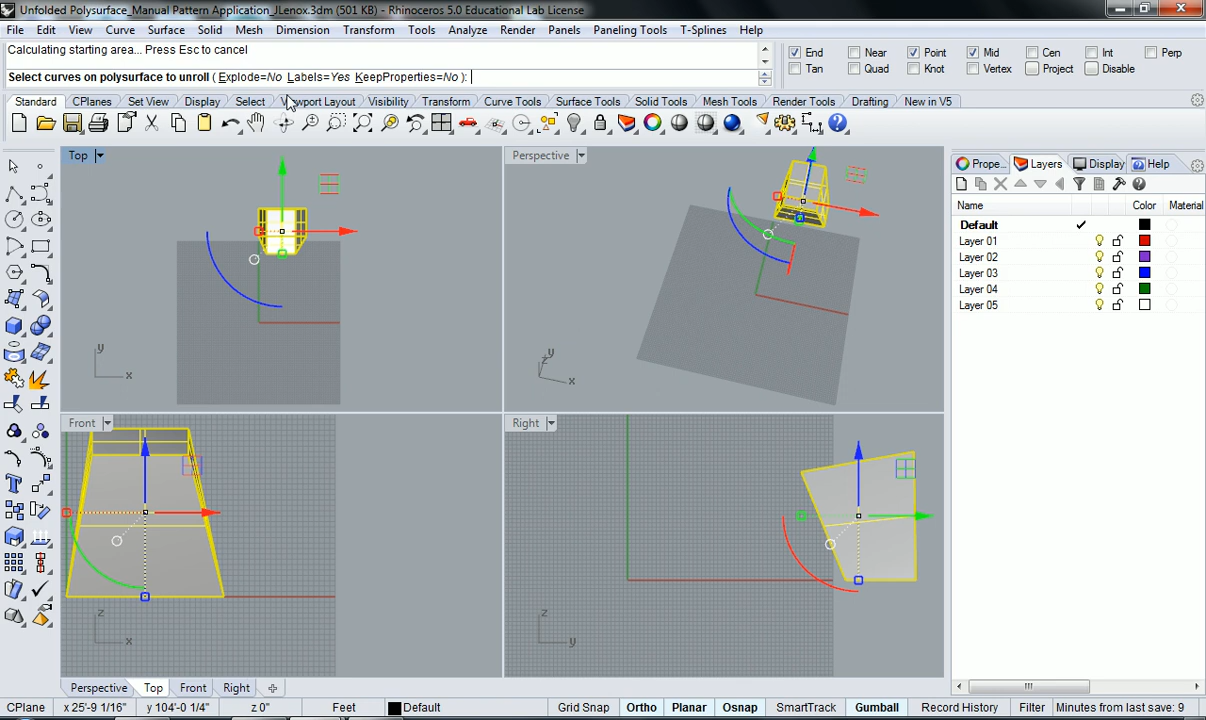 Unfolded Polysurface_Manual Pattern Application_JLenox.3dm (501 KB) - Rhinoceros 5.0 Educational Lab License
File Edit View Curve Surface Solid Mesh Dimension Transform Tools Analyze Render Panels Paneling Tools T-Splines Help
Calculating starting area... Press Esc to cancel
Select curves on polysurface to unroll ( Explode=No Labels=Yes KeepProperties=No ):
End Near Point Mid Cen Int Perp
Tan Quad Knot Vertex Project Disable
Standard CPlanes Set View Display Select Viewport Layout Visibility Transform Curve Tools Surface Tools Solid Tools Mesh Tools Render Tools Drafting New in V5
Top
Perspective
Prope... Layers Display Help
Name Color Material
Default
Layer 01
Layer 02
Layer 03
Layer 04
Layer 05
y
x
z
y
x
Front
Right
z
x
z
y
Perspective Top Front Right
Filter
CPlane x 25'-9 1/16" y 104'-0 1/4" z 0" Feet Default Grid Snap Ortho Planar Osnap SmartTrack Gumball Record History Filter Minutes from last save: 9